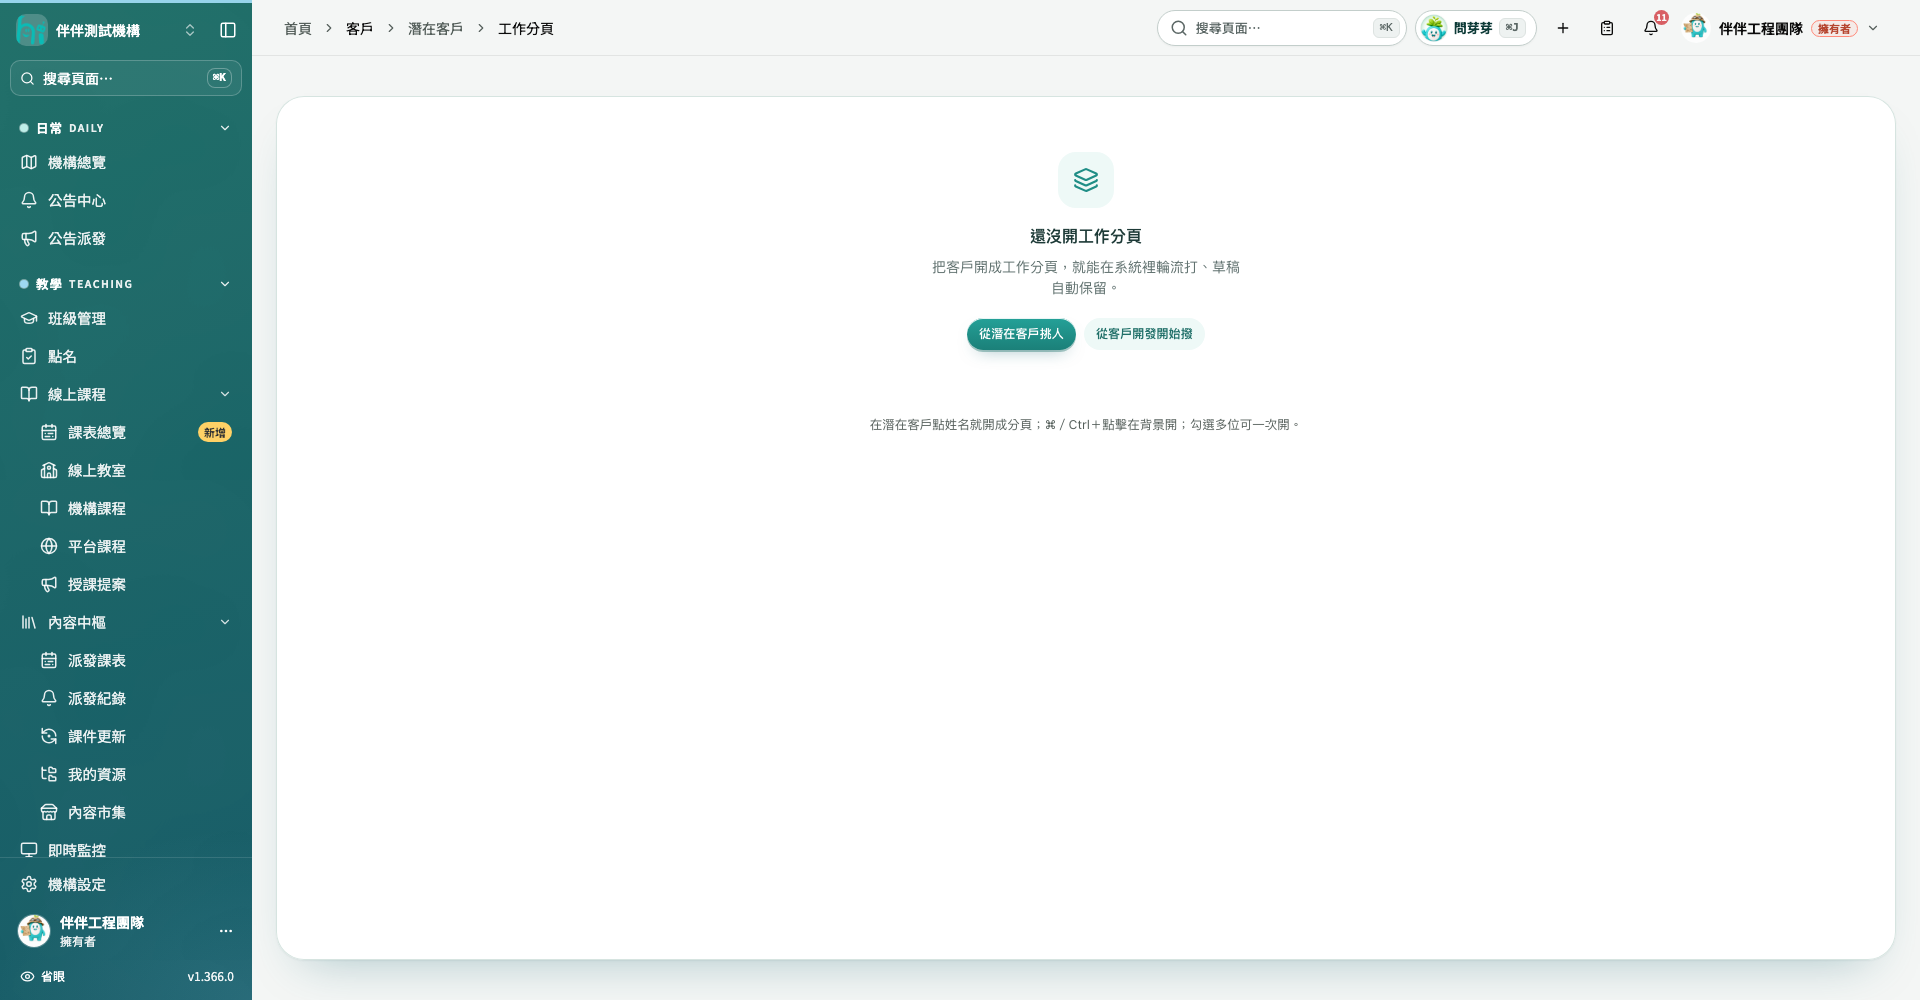 伴伴測試機構
搜尋頁面…
⌘K
日常 DAILY
機構總覽
公告中心
公告派發
教學 TEACHING
班級管理
點名
線上課程
課表總覽
新增
線上教室
機構課程
平台課程
授課提案
內容中樞
派發課表
派發紀錄
課件更新
我的資源
內容市集
即時監控
機構設定
伴伴工程團隊
擁有者
省眼
v1.366.0
首頁 > 客戶 > 潛在客戶 > 工作分頁
搜尋頁面…
⌘K
問芽芽
⌘J
11
伴伴工程團隊
擁有者
還沒開工作分頁
把客戶開成工作分頁，就能在系統裡輪流打、草稿
自動保留。
從潛在客戶挑人
從客戶開發開始撥
在潛在客戶點姓名就開成分頁；⌘ / Ctrl＋點擊在背景開；勾選多位可一次開。